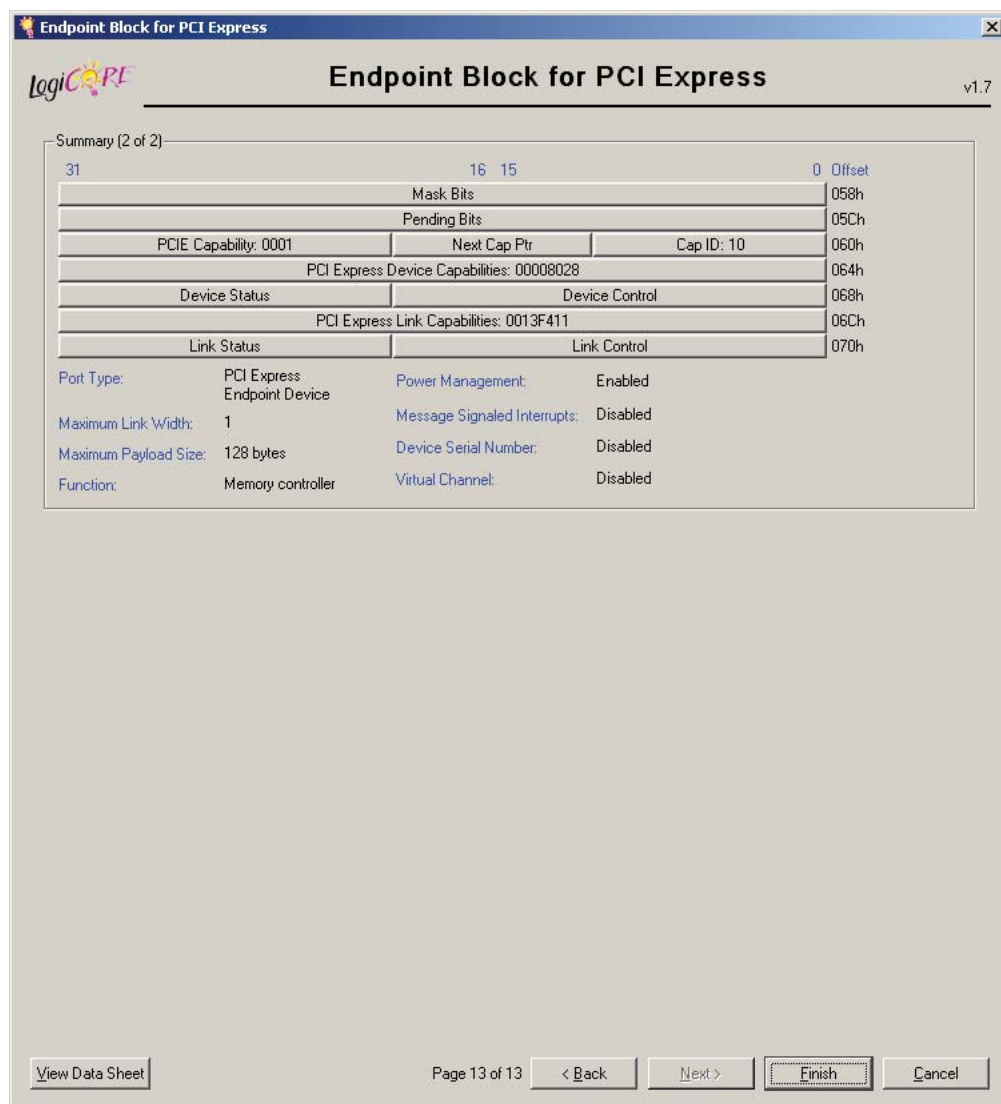 Endpoint Block for PCI Express
LogiCORE
Endpoint Block for PCI Express
v1.7
Summary (2 of 2)
31 16 15 0 Offset
Mask Bits 058h
Pending Bits 05Ch
PCIE Capability: 0001 Next Cap Ptr Cap ID: 10 060h
PCI Express Device Capabilities: 00008028 064h
Device Status Device Control 068h
PCI Express Link Capabilities: 0013F411 06Ch
Link Status Link Control 070h
Port Type: PCI Express
Endpoint Device
Maximum Link Width: 1
Maximum Payload Size: 128 bytes
Function: Memory controller
Power Management: Enabled
Message Signaled Interrupts: Disabled
Device Serial Number: Disabled
Virtual Channel: Disabled
View Data Sheet Page 13 of 13 < Back Next > Finish Cancel